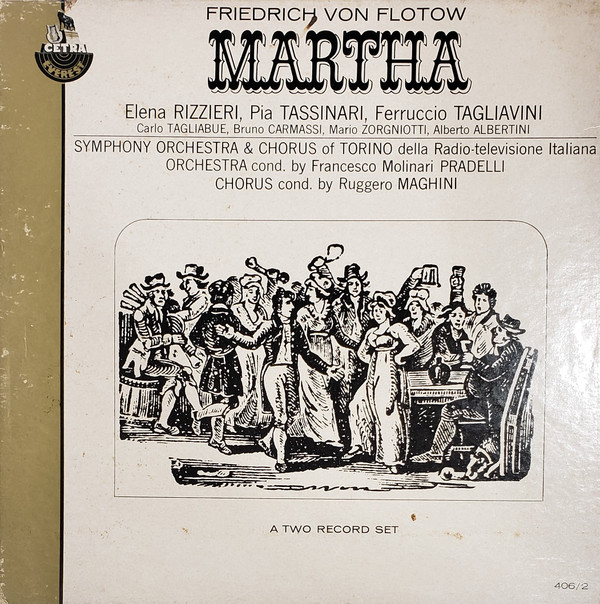 CETRA
EVEREST
FRIEDRICH VON FLOTOW
MARTHA
Elena RIZZIERI, Pia TASSINARI, Ferruccio TAGLIAVINI
Carlo TAGLIABUE, Bruno CARMASSI, Mario ZORGNIOTTI, Alberto ALBERTINI
SYMPHONY ORCHESTRA & CHORUS of TORINO della Radio-televisione Italiana
ORCHESTRA cond. by Francesco Molinari PRADELLI
CHORUS cond. by Ruggero MAGHINI
A TWO RECORD SET
406/2